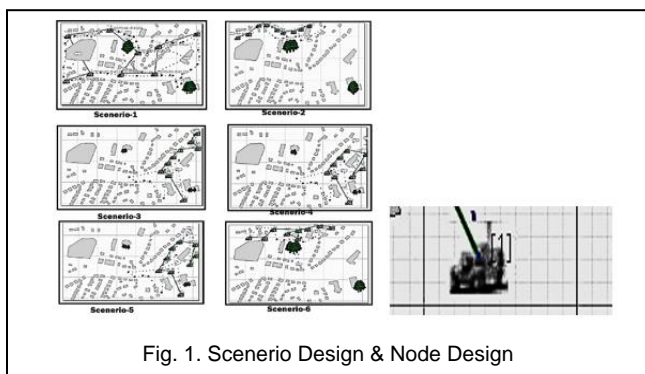 Scenerio-1
Scenerio-2
Scenerio-3
Scenerio-4
Scenerio-5
Scenerio-6
[1]
Fig. 1. Scenerio Design & Node Design